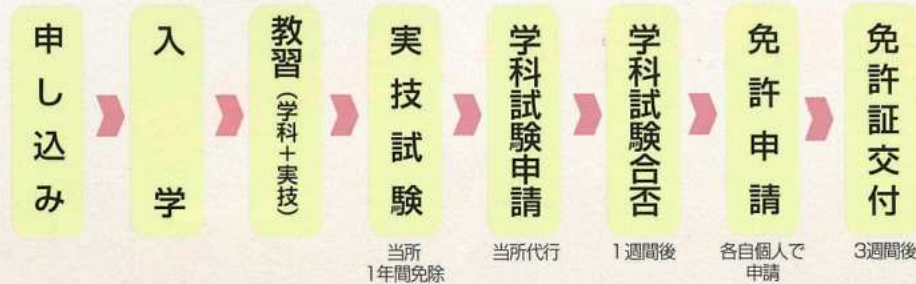 申し込み
入学
教習(学科+実技)
実技試験
当所
1年間免除
学科試験申請
当所代行
学科試験合否
1週間後
免許申請
各自個人で
申請
免許証交付
3週間後